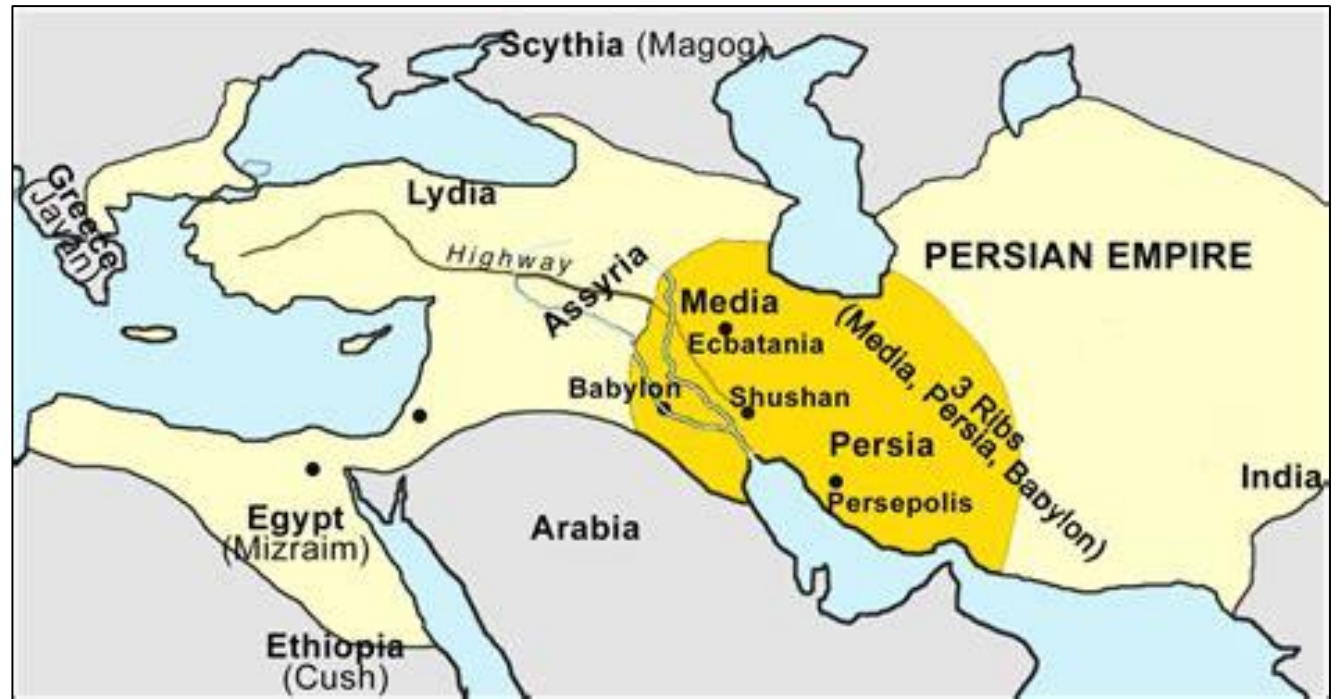 Scythia (Magog)
Greece
(Javan)
Lydia
Highway
Assyria
PERSIAN EMPIRE
Media
Ecbatania
(Media, Persia, Babylon)
3 Ribs
Babylon
Shushan
Persia
Persepolis
India
Egypt
(Mizraim)
Arabia
Ethiopia
(Cush)